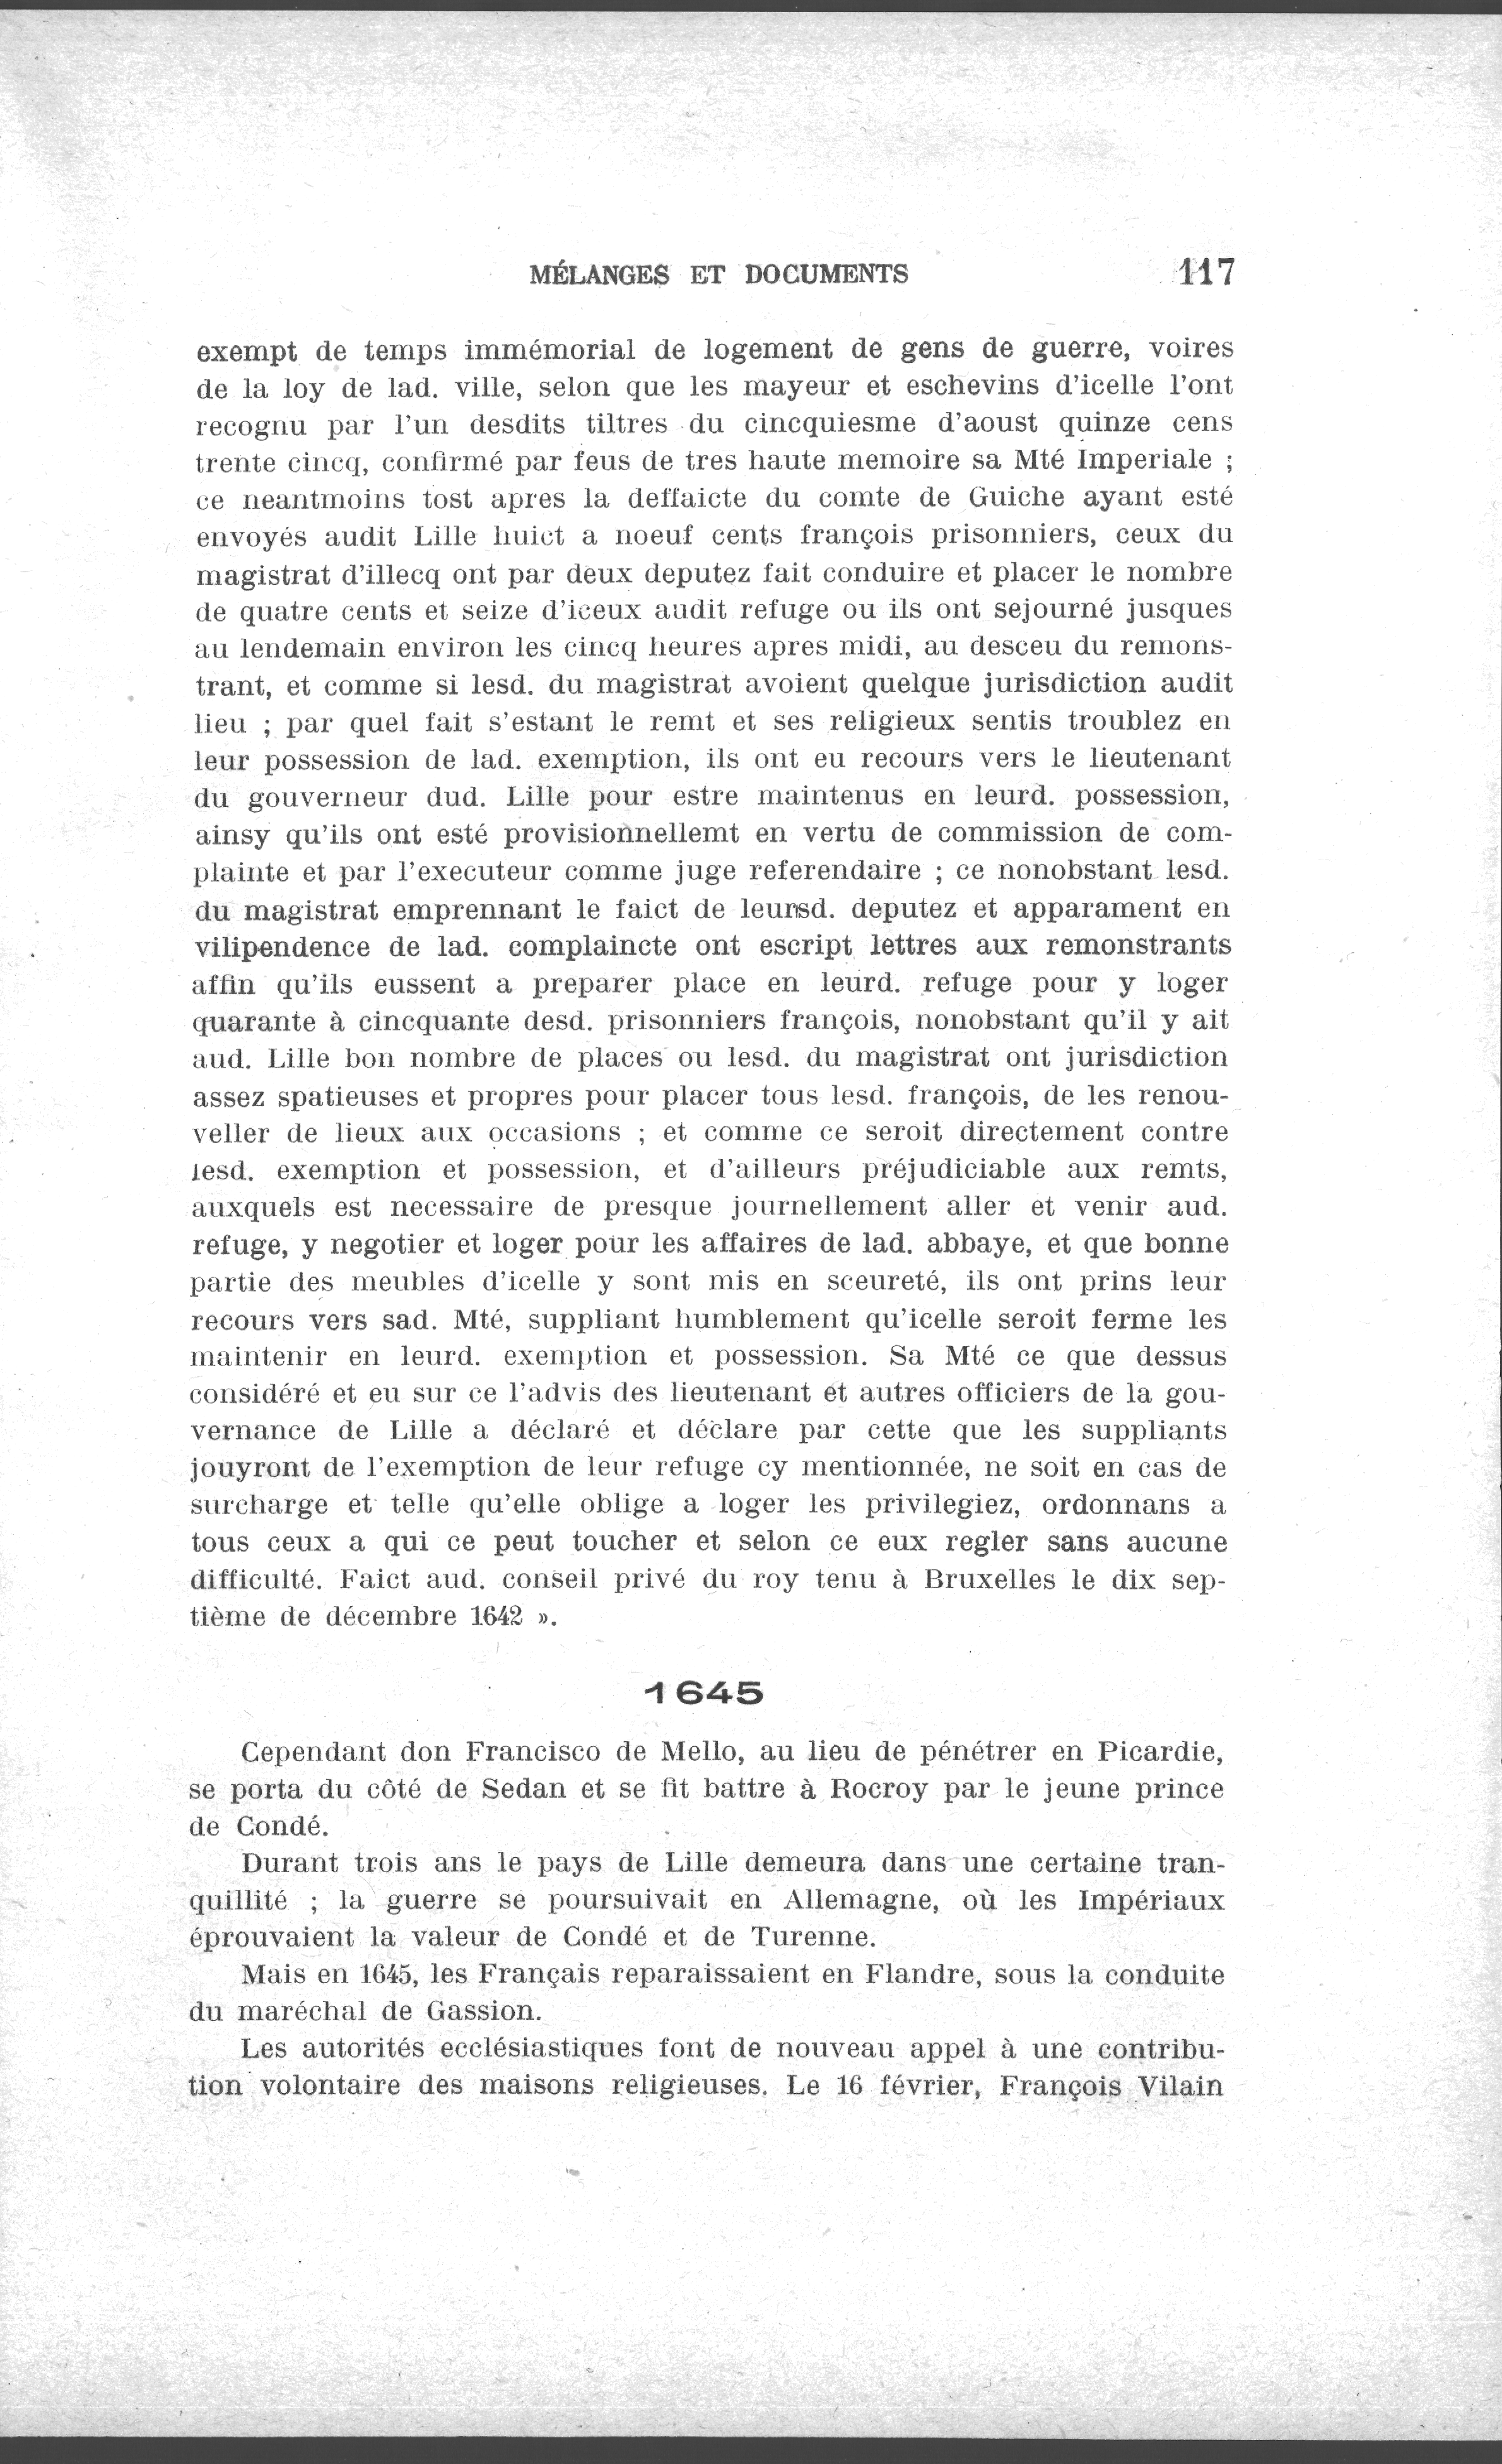 MÉLANGES ET DOCUMENTS 117
exempt de temps immémorial de logement de gens de guerre, voires
de la loy de lad. ville, selon que les mayeur et eschevins d'icelle l'ont
recognu par l'un desdits tiltres du cincquiesme d'aoust quinze cens
trente cincq, confirmé par feus de tres haute memoire sa Mté Imperiale ;
ce neantmoins tost apres la deffaicte du comte de Guiche ayant esté
envoyés audit Lille huict a noeuf cents françois prisonniers, ceux du
magistrat d'illecq ont par deux deputez fait conduire et placer le nombre
de quatre cents et seize d'iceux audit refuge ou ils ont sejourné jusques
au lendemain environ les cincq heures apres midi, au desceu du remons-
trant, et comme si lesd. du magistrat avoient quelque jurisdiction audit
lieu ; par quel fait s'estant le remt et ses religieux sentis troublez en
leur possession de lad. exemption, ils ont eu recours vers le lieutenant
du gouverneur dud. Lille pour estre maintenus en leurd. possession,
ainsy qu'ils ont esté provisionnellemt en vertu de commission de com-
plainte et par l'executeur comme juge referendaire ; ce nonobstant lesd.
du magistrat emprennant le faict de leursd. deputez et apparament en
vilipendence de lad. complaincte ont escript lettres aux remonstrants
affin qu'ils eussent a preparer place en leurd. refuge pour y loger
quarante à cincquante desd. prisonniers françois, nonobstant qu'il y ait
aud. Lille bon nombre de places ou lesd. du magistrat ont jurisdiction
assez spatieuses et propres pour placer tous lesd. françois, de les renou-
veller de lieux aux occasions ; et comme ce seroit directement contre
lesd. exemption et possession, et d'ailleurs préjudiciable aux remts,
auxquels est necessaire de presque journellement aller et venir aud.
refuge, y negotier et loger pour les affaires de lad. abbaye, et que bonne
partie des meubles d'icelle y sont mis en sceureté, ils ont prins leur
recours vers sad. Mté, suppliant humblement qu'icelle seroit ferme les
maintenir en leurd. exemption et possession. Sa Mté ce que dessus
considéré et eu sur ce l'advis des lieutenant et autres officiers de la gou-
vernance de Lille a déclaré et déclare par cette que les suppliants
jouyront de l'exemption de leur refuge cy mentionnée, ne soit en cas de
surcharge et telle qu'elle oblige a loger les privilegiez, ordonnans a
tous ceux a qui ce peut toucher et selon ce eux regler sans aucune
difficulté. Faict aud. conseil privé du roy tenu à Bruxelles le dix sep-
tième de décembre 1642 ».
1645
Cependant don Francisco de Mello, au lieu de pénétrer en Picardie,
se porta du côté de Sedan et se fit battre à Rocroy par le jeune prince
de Condé.
Durant trois ans le pays de Lille demeura dans une certaine tran-
quillité ; la guerre se poursuivait en Allemagne, où les Impériaux
éprouvaient la valeur de Condé et de Turenne.
Mais en 1645, les Français reparaissaient en Flandre, sous la conduite
du maréchal de Gassion.
Les autorités ecclésiastiques font de nouveau appel à une contribu-
tion volontaire des maisons religieuses. Le 16 février, François Vilain